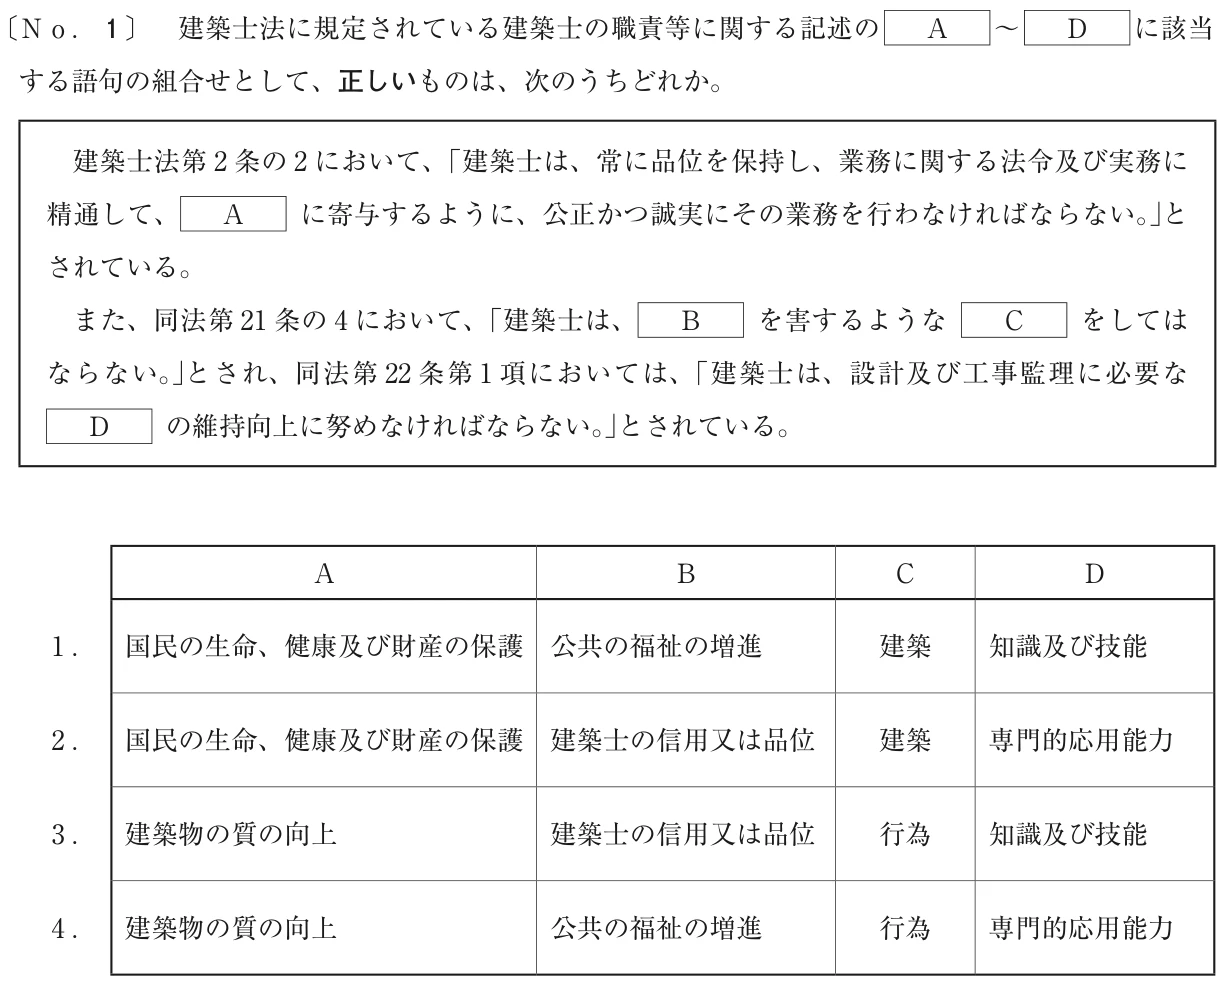 〔Ｎｏ．１〕　建築士法に規定されている建築士の職責等に関する記述の A ～ D に該当
する語句の組合せとして、正しいものは、次のうちどれか。
建築士法第２条の２において、「建築士は、常に品位を保持し、業務に関する法令及び実務に
精通して、 A に寄与するように、公正かつ誠実にその業務を行わなければならない。」と
されている。
また、同法第21条の４において、「建築士は、 B を害するような C をしては
ならない。」とされ、同法第22条第１項においては、「建築士は、設計及び工事監理に必要な
D の維持向上に努めなければならない。」とされている。
A B C D
１. 国民の生命、健康及び財産の保護 公共の福祉の増進 建築 知識及び技能
２. 国民の生命、健康及び財産の保護 建築士の信用又は品位 建築 専門的応用能力
３. 建築物の質の向上 建築士の信用又は品位 行為 知識及び技能
４. 建築物の質の向上 公共の福祉の増進 行為 専門的応用能力